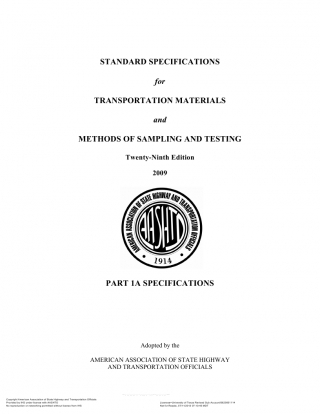 STANDARD SPECIFICATIONS
for
TRANSPORTATION MATERIALS
and
METHODS OF SAMPLING AND TESTING
Twenty-Ninth Edition
2009
AMERICAN ASSOCIATION OF STATE HIGHWAY AND TRANSPORTATION OFFICIALS
AASHTO
1914
PART 1A SPECIFICATIONS
Adopted by the
AMERICAN ASSOCIATION OF STATE HIGHWAY
AND TRANSPORTATION OFFICIALS